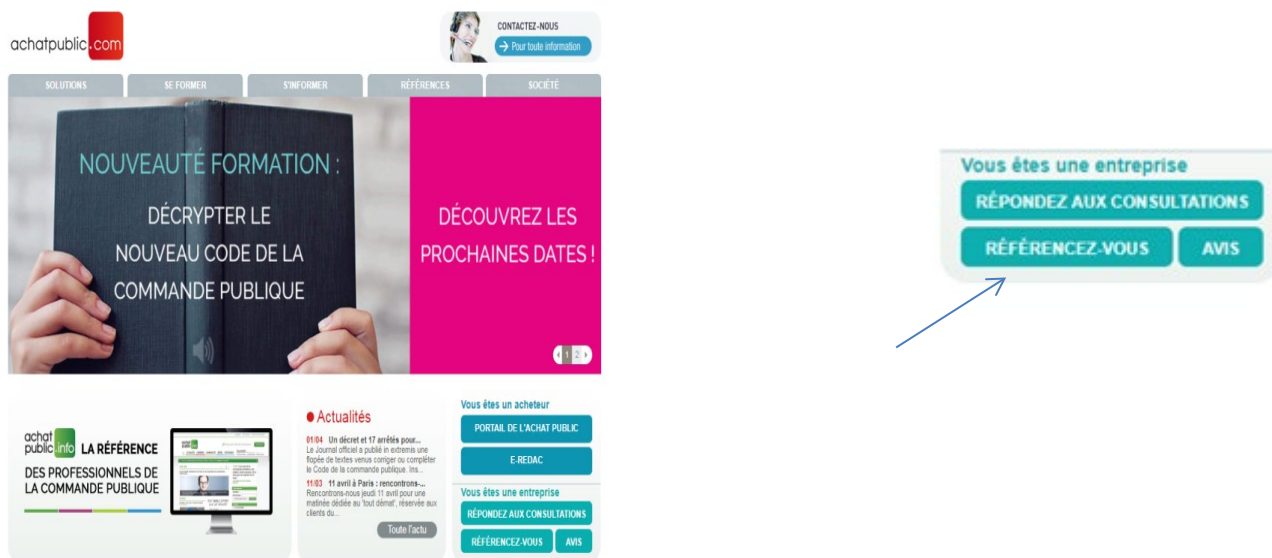 achatpublic.com
CONTACTEZ-NOUS
→ Pour toute information
SOLUTIONS
SE FORMER
S'INFORMER
RÉFÉRENCES
SOCIÉTÉ
NOUVEAUTÉ FORMATION :
DÉCRYPTER LE
NOUVEAU CODE DE LA
COMMANDE PUBLIQUE
DÉCOUVREZ LES
PROCHAINES DATES !
1 2
achat
public.info LA RÉFÉRENCE
DES PROFESSIONNELS DE
LA COMMANDE PUBLIQUE
Actualités
01/04 Un décret et 17 arrêtés pour...
Le Journal officiel a publié in extremis une
flopée de textes venus corriger ou compléter
le Code de la commande publique. Ins...
11/03 11 avril à Paris : rencontrons-...
Rencontrons-nous jeudi 11 avril pour une
matinée dédiée au 'tout démat', réservée aux
clients du...
Toute l'actu
Vous êtes un acheteur
PORTAIL DE L'ACHAT PUBLIC
E-REDAC
Vous êtes une entreprise
RÉPONDEZ AUX CONSULTATIONS
RÉFÉRENCEZ-VOUS
AVIS
Vous êtes une entreprise
RÉPONDEZ AUX CONSULTATIONS
RÉFÉRENCEZ-VOUS
AVIS